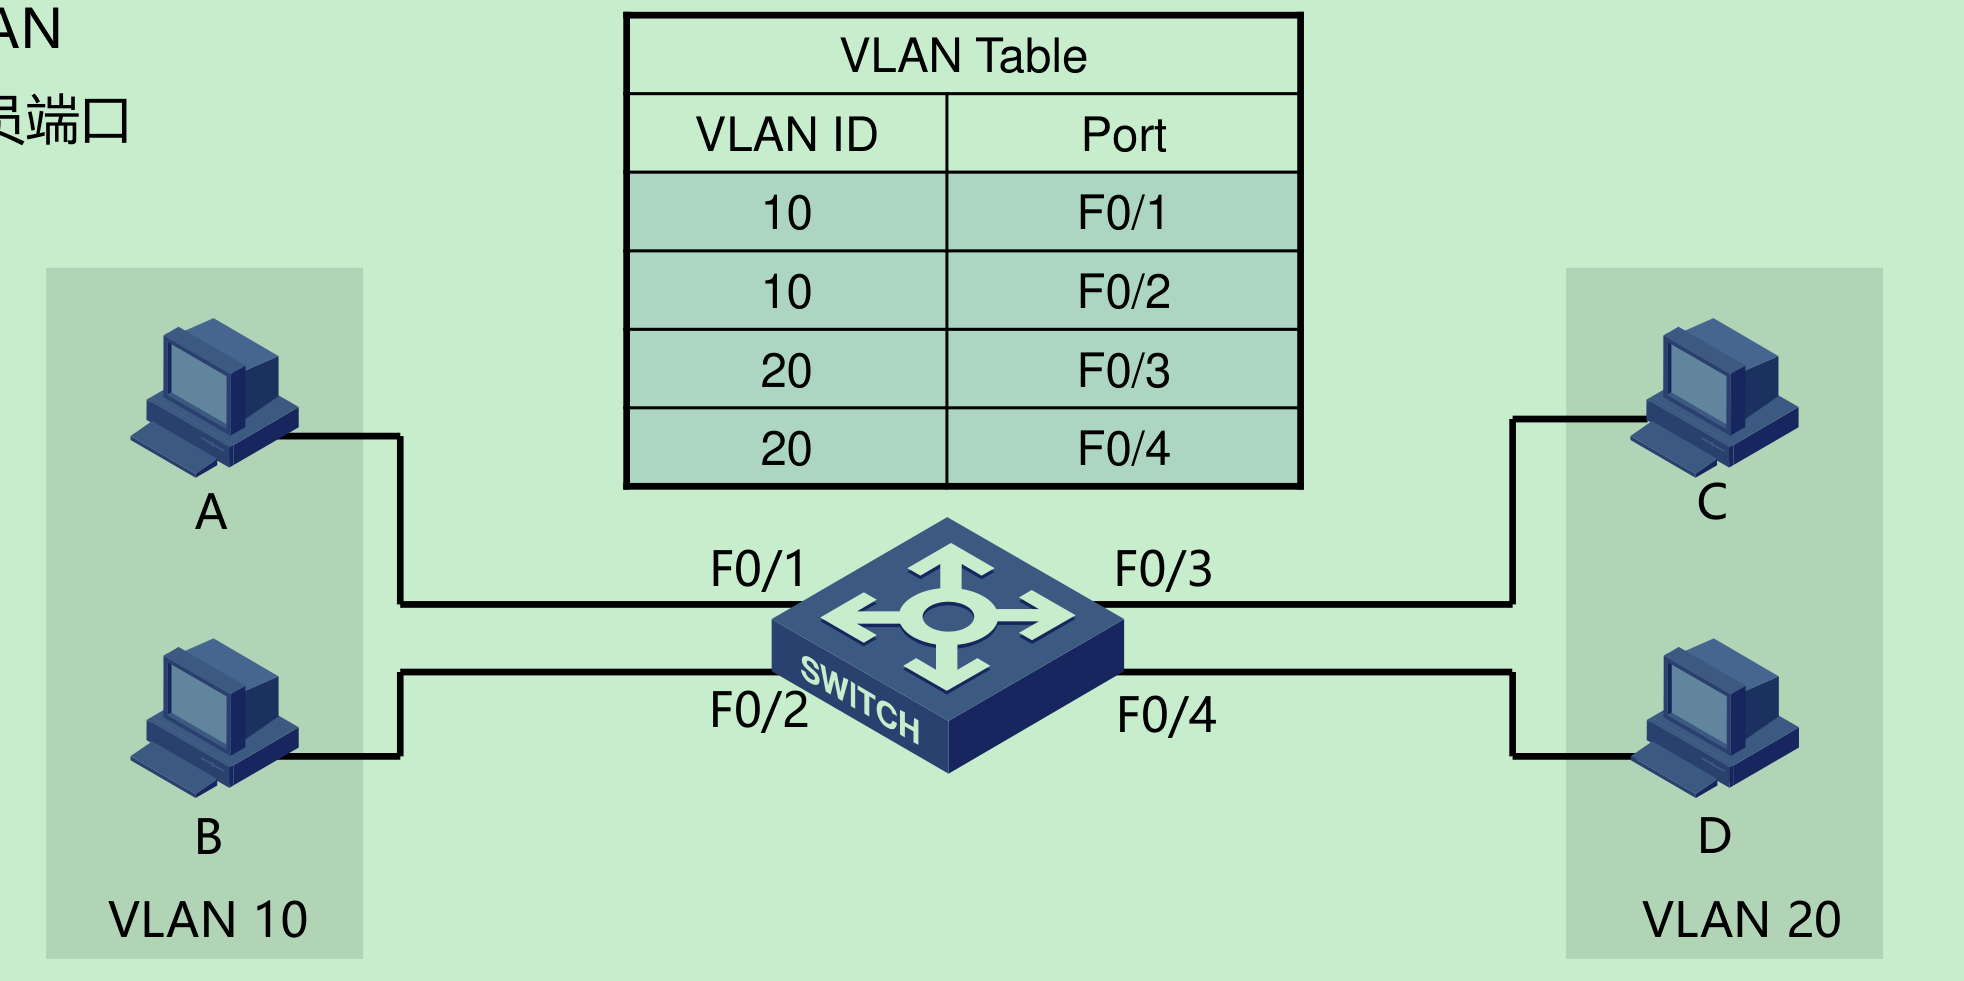 AN
员端口
VLAN Table
VLAN ID Port
10 F0/1
10 F0/2
20 F0/3
20 F0/4
A
C
F0/1
F0/3
SWITCH
F0/2
F0/4
B
D
VLAN 10
VLAN 20